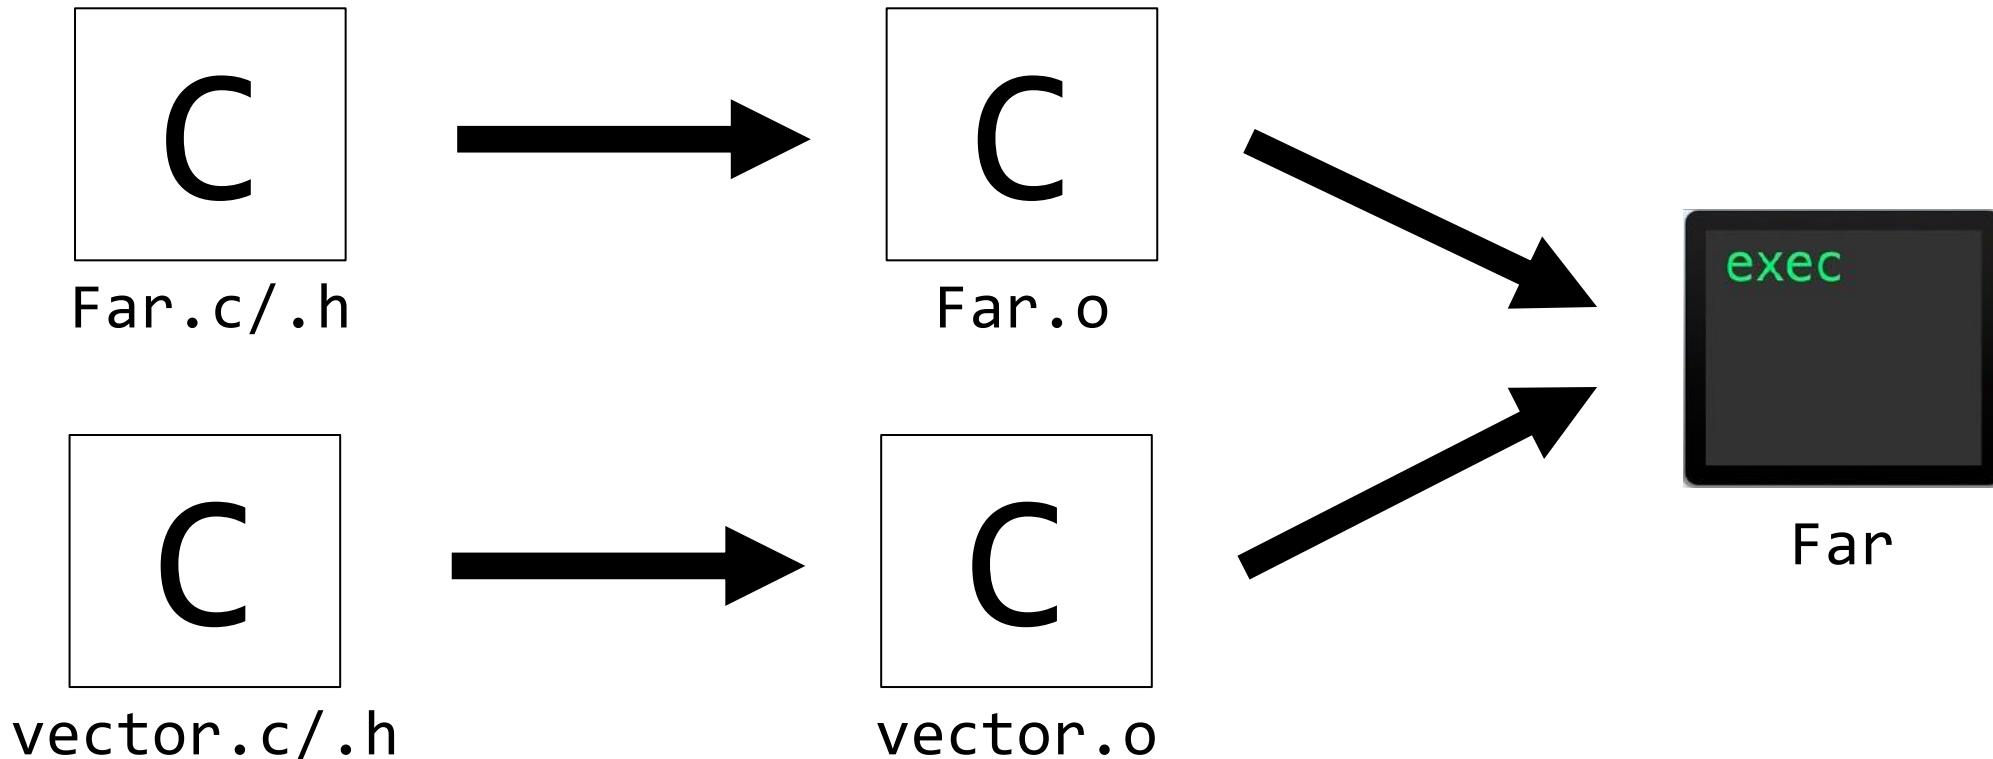 C
C
Far.c/.h
Far.o
exec
Far
C
C
vector.c/.h
vector.o